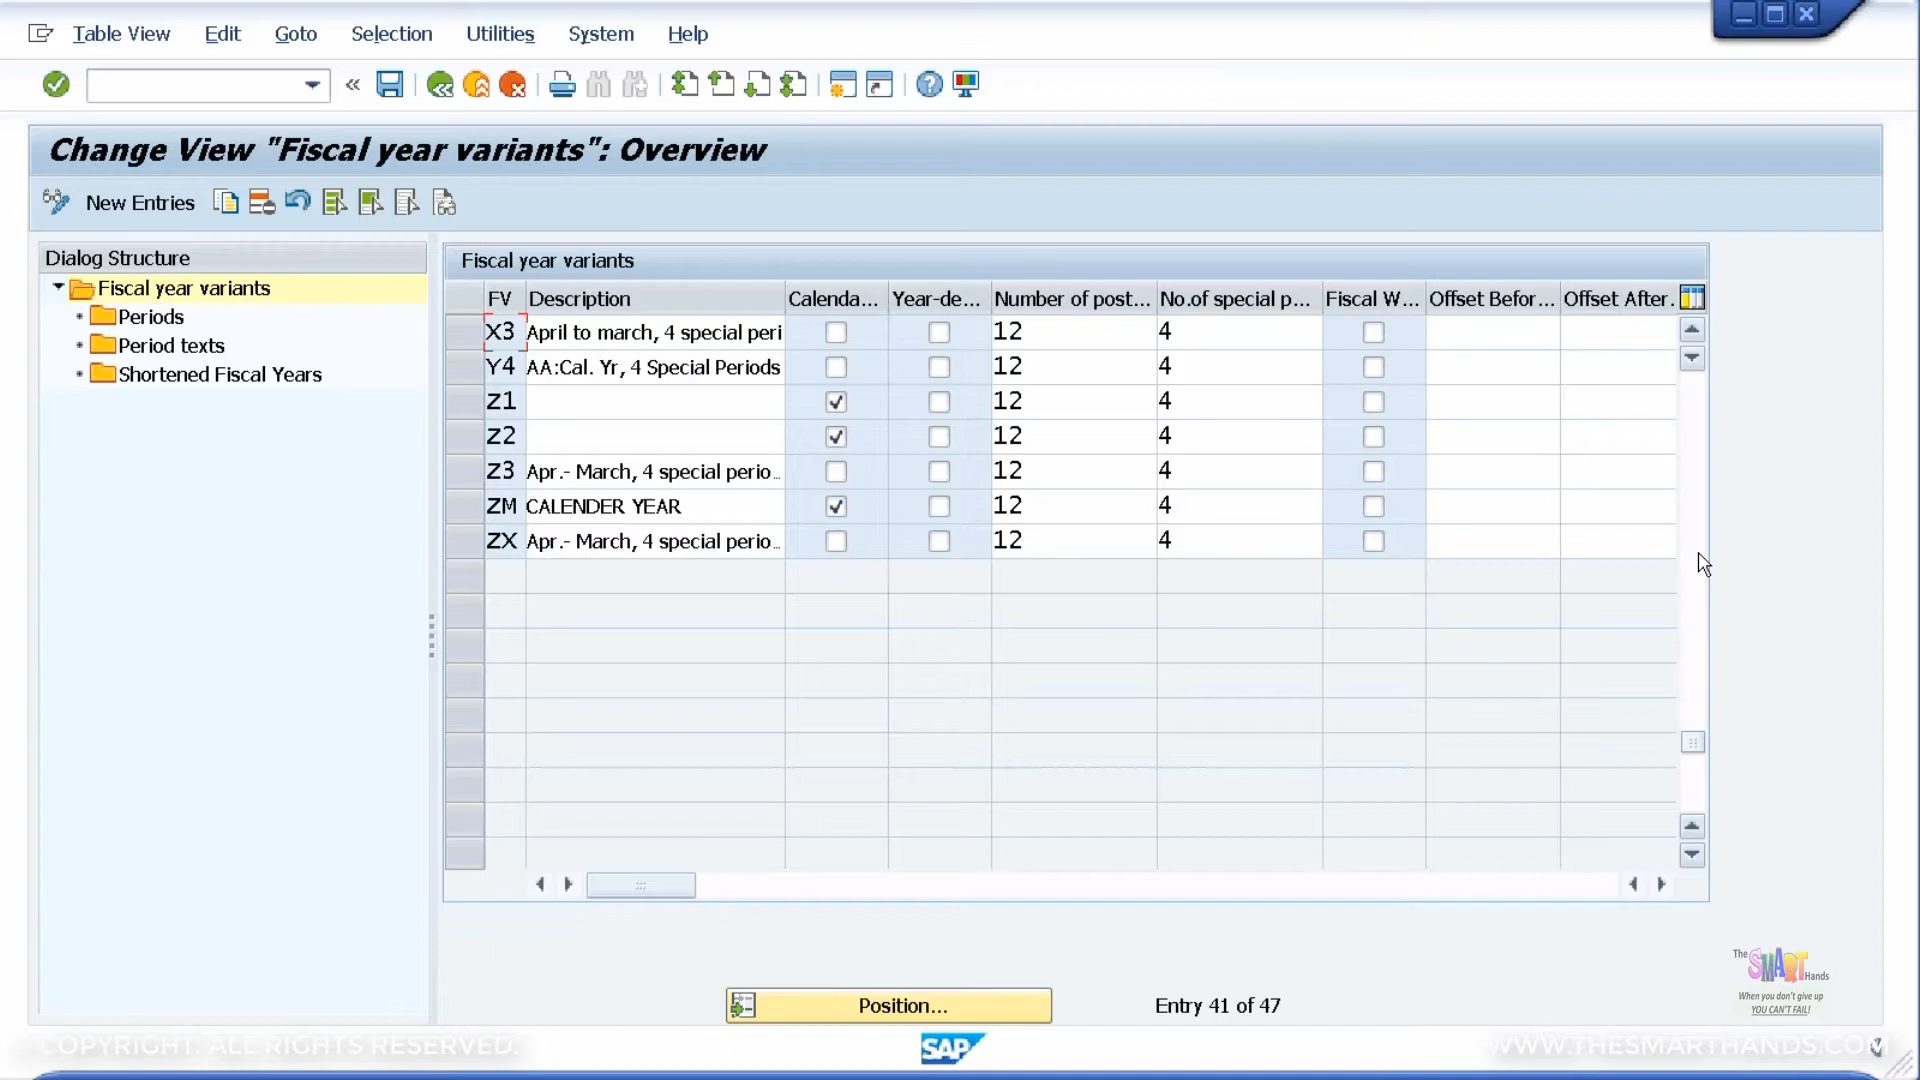 Table View Edit Goto Selection Utilities System Help
Change View "Fiscal year variants": Overview
New Entries
Dialog Structure
Fiscal year variants
Periods
Period texts
Shortened Fiscal Years
Fiscal year variants
FV Description Calenda... Year-de... Number of post... No.of special p... Fiscal W... Offset Befor... Offset After.
X3 April to march, 4 special peri 12 4
Y4 AA:Cal. Yr, 4 Special Periods 12 4
Z1 12 4
Z2 12 4
Z3 Apr.- March, 4 special perio... 12 4
ZM CALENDER YEAR 12 4
ZX Apr.- March, 4 special perio... 12 4
Position... Entry 41 of 47
The SMART Hands
When you don't give up
YOU CAN'T FAIL!
COPYRIGHT. ALL RIGHTS RESERVED.
SAP
WWW.THESMARTHANDS.COM